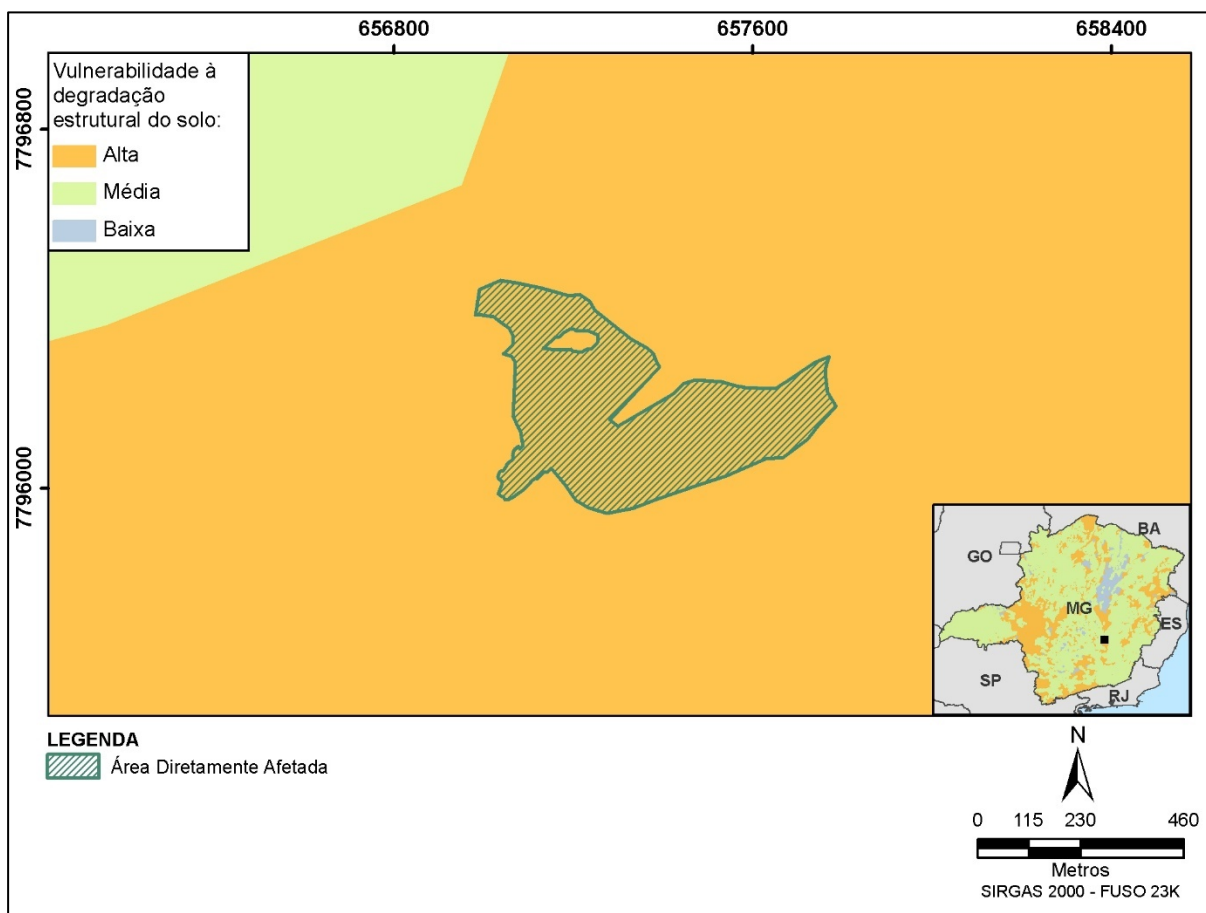 656800
657600
658400
7796800
7796000
Vulnerabilidade à
degradação
estrutural do solo:
Alta
Média
Baixa
BA
GO
MG
ES
SP
RJ
LEGENDA
Área Diretamente Afetada
N
0 115 230 460
Metros
SIRGAS 2000 - FUSO 23K